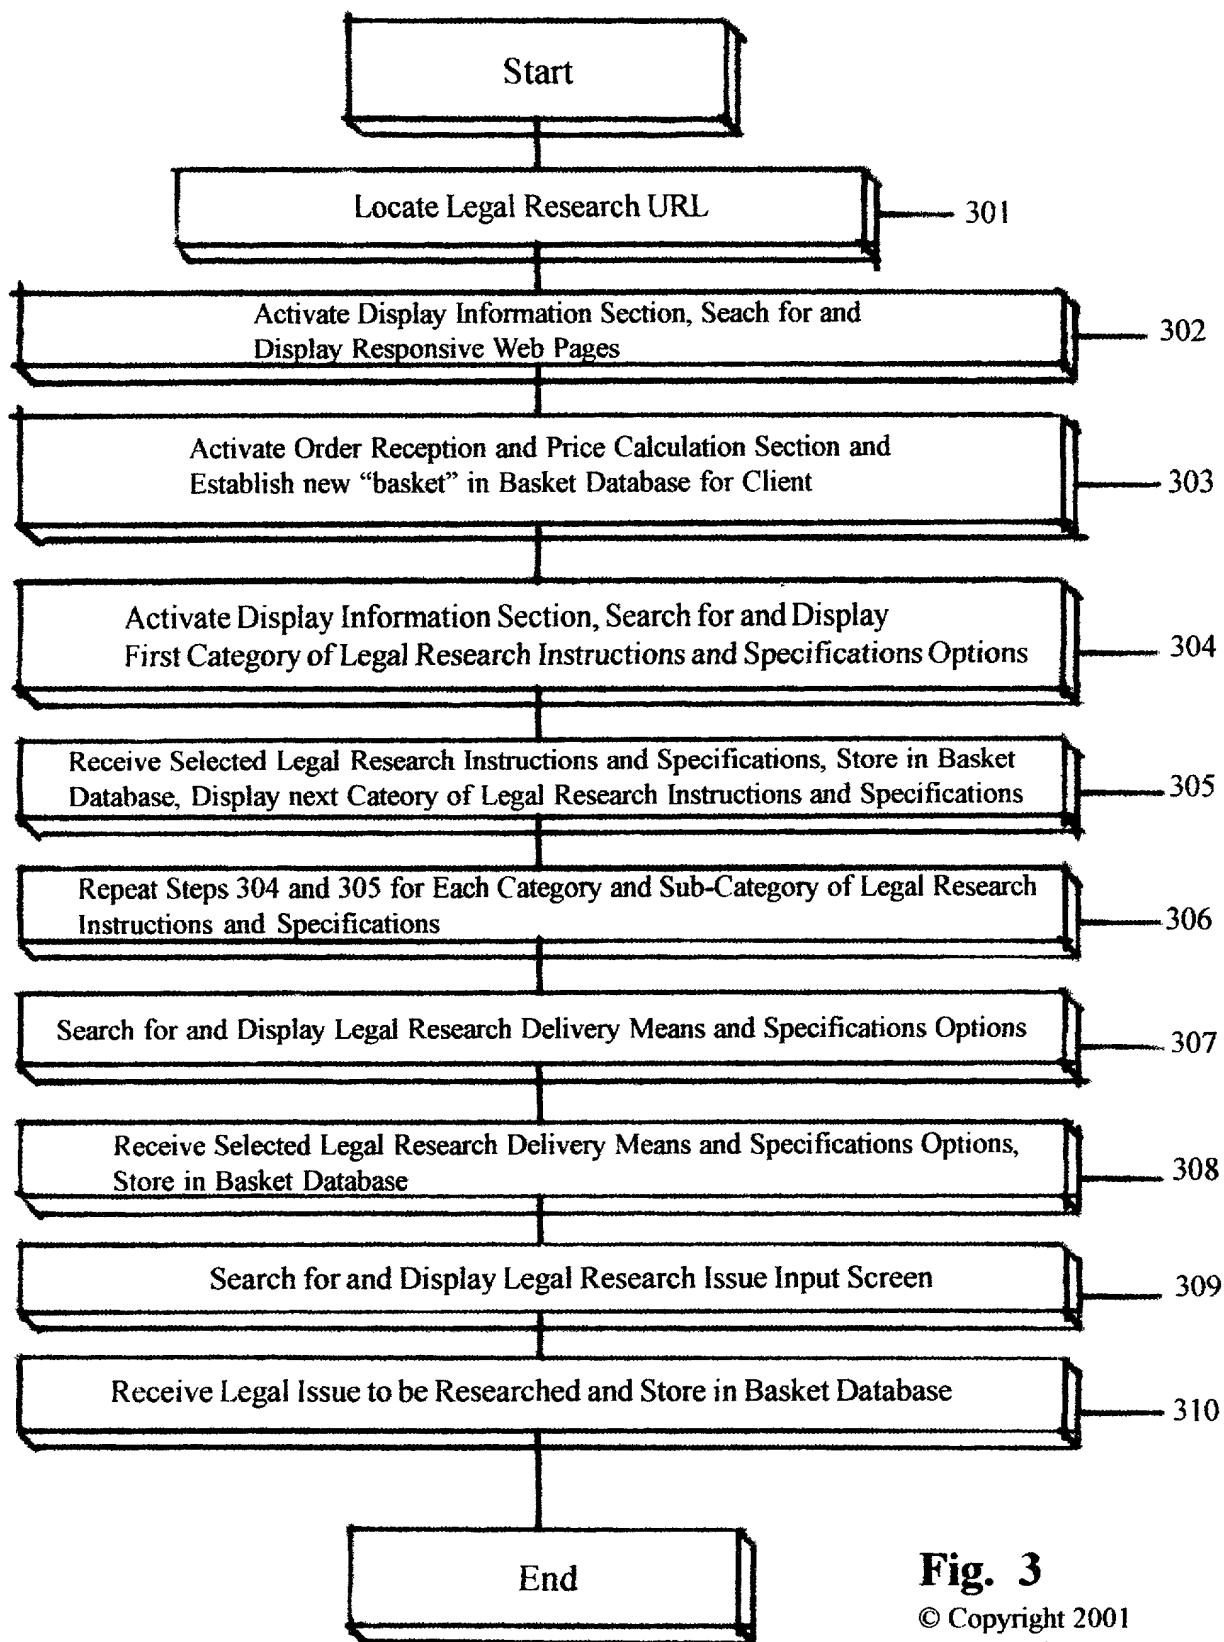 Start
Locate Legal Research URL
301
Activate Display Information Section, Seach for and
Display Responsive Web Pages
302
Activate Order Reception and Price Calculation Section and
Establish new “basket” in Basket Database for Client
303
Activate Display Information Section, Search for and Display
First Category of Legal Research Instructions and Specifications Options
304
Receive Selected Legal Research Instructions and Specifications, Store in Basket
Database, Display next Cateory of Legal Research Instructions and Specifications
305
Repeat Steps 304 and 305 for Each Category and Sub-Category of Legal Research
Instructions and Specifications
306
Search for and Display Legal Research Delivery Means and Specifications Options
307
Receive Selected Legal Research Delivery Means and Specifications Options,
Store in Basket Database
308
Search for and Display Legal Research Issue Input Screen
309
Receive Legal Issue to be Researched and Store in Basket Database
310
End
Fig. 3
© Copyright 2001